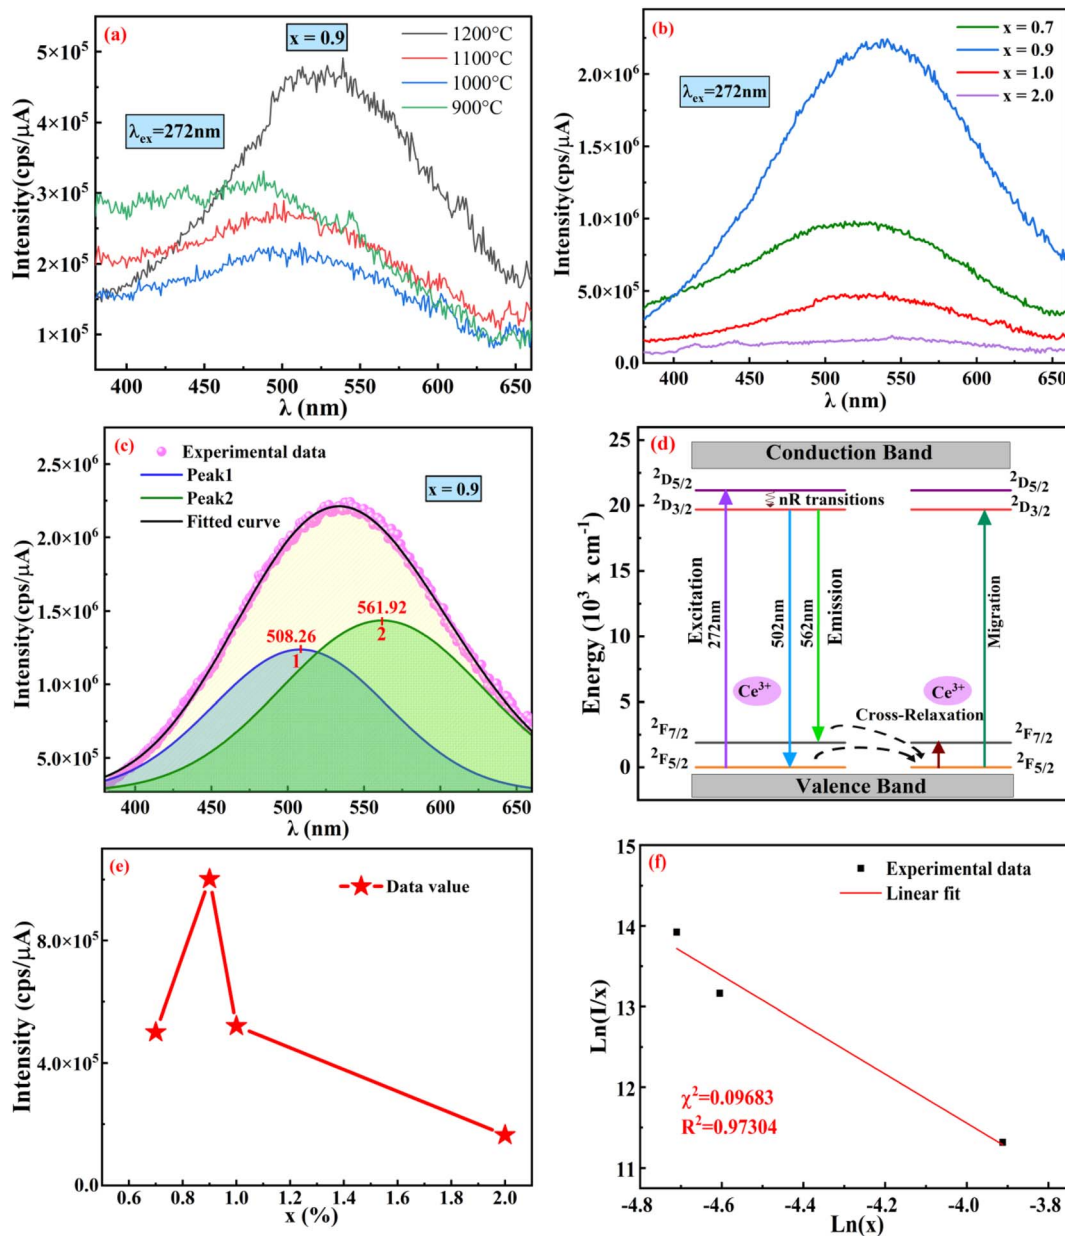 (a)
x = 0.9
1200°C
1100°C
1000°C
900°C
λex=272nm
5×10⁵
4×10⁵
3×10⁵
2×10⁵
1×10⁵
Intensity(cps/μA)
400 450 500 550 600 650
λ (nm)
(b)
x = 0.7
x = 0.9
x = 1.0
x = 2.0
λex=272nm
2.0×10⁶
1.5×10⁶
1.0×10⁶
5.0×10⁵
0.0
Intensity(cps/μA)
400 450 500 550 600 650
λ (nm)
(c)
Experimental data
Peak1
Peak2
Fitted curve
x = 0.9
508.26
1
561.92
2
2.5×10⁶
2.0×10⁶
1.5×10⁶
1.0×10⁶
5.0×10⁵
Intensity(cps/μA)
400 450 500 550 600 650
λ (nm)
(d)
Conduction Band
²D5/2
²D3/2
nR transitions
²D5/2
²D3/2
Excitation
272nm
502nm
562nm
Emission
Migration
Ce³⁺
Ce³⁺
Cross-Relaxation
²F7/2
²F5/2
²F7/2
²F5/2
Valence Band
25
20
15
10
5
0
Energy (10³ x cm⁻¹)
(e)
Data value
8.0×10⁵
4.0×10⁵
0.0
Intensity (cps/μA)
0.6 0.8 1.0 1.2 1.4 1.6 1.8 2.0
x (%)
(f)
Experimental data
Linear fit
χ²=0.09683
R²=0.97304
15
14
13
12
11
Ln(I/x)
-4.8 -4.6 -4.4 -4.2 -4.0 -3.8
Ln(x)